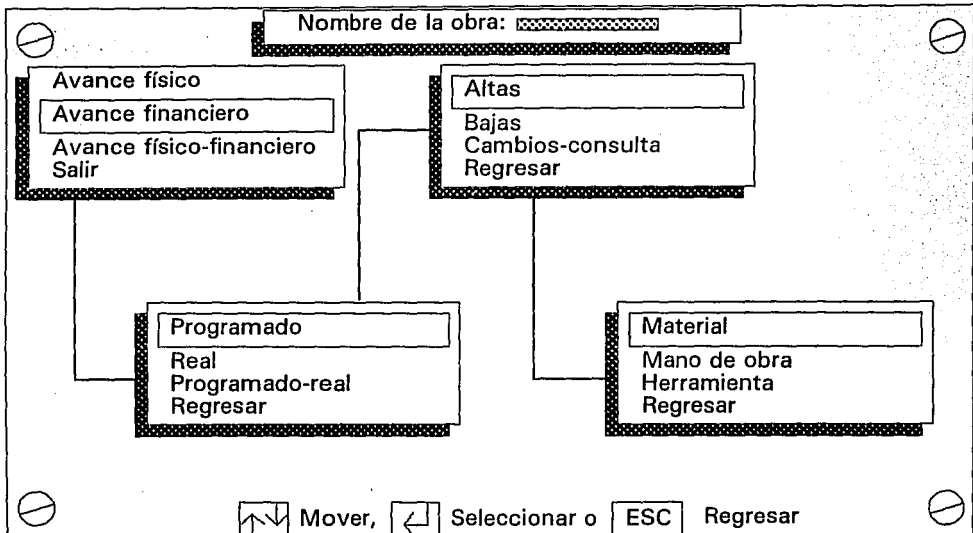 Nombre de la obra:
Avance físico
Avance financiero
Avance físico-financiero
Salir
Altas
Bajas
Cambios-consulta
Regresar
Programado
Real
Programado-real
Regresar
Material
Mano de obra
Herramienta
Regresar
Mover, Seleccionar o ESC Regresar